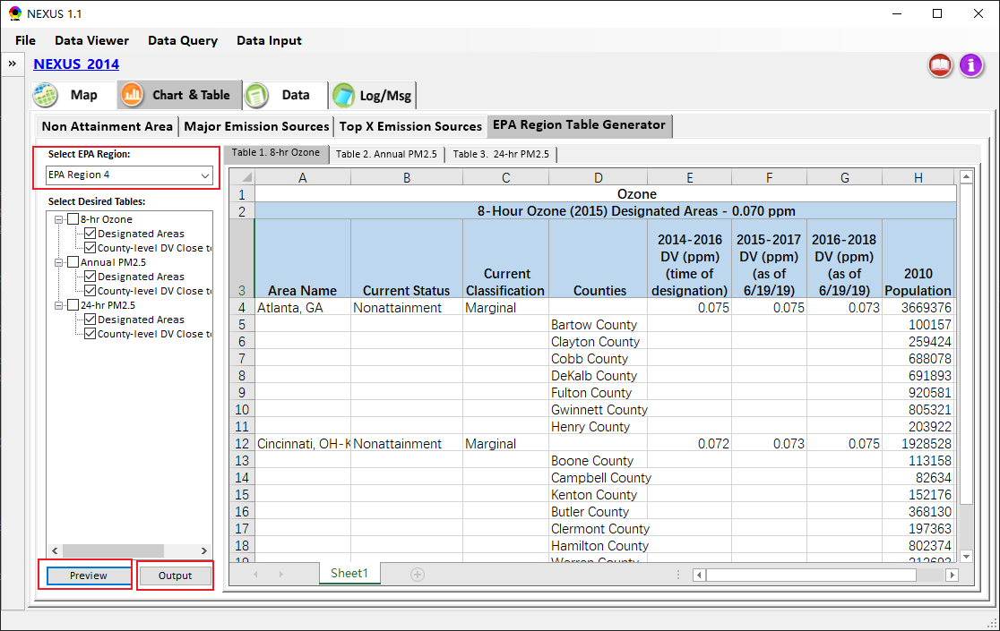 NEXUS 1.1
File Data Viewer Data Query Data Input
»
NEXUS 2014
Map Chart & Table Data Log/Msg
Non Attainment Area Major Emission Sources Top X Emission Sources EPA Region Table Generator
Select EPA Region:
EPA Region 4
Select Desired Tables:
8-hr Ozone
Designated Areas
County-level DV Close t
Annual PM2.5
Designated Areas
County-level DV Close t
24-hr PM2.5
Designated Areas
County-level DV Close t
Preview Output
Table 1. 8-hr Ozone Table 2. Annual PM2.5 Table 3. 24-hr PM2.5
A B C D E F G H
1 Ozone
2 8-Hour Ozone (2015) Designated Areas - 0.070 ppm
3 Area Name Current Status Current Classification Counties 2014-2016 DV (ppm) (time of designation) 2015-2017 DV (ppm) (as of 6/19/19) 2016-2018 DV (ppm) (as of 6/19/19) 2010 Population
4 Atlanta, GA Nonattainment Marginal 0.075 0.075 0.073 3669376
5 Bartow County 100157
6 Clayton County 259424
7 Cobb County 688078
8 DeKalb County 691893
9 Fulton County 920581
10 Gwinnett County 805321
11 Henry County 203922
12 Cincinnati, OH-K Nonattainment Marginal 0.072 0.073 0.075 1928528
13 Boone County 113158
14 Campbell County 82634
15 Kenton County 152176
16 Butler County 368130
17 Clermont County 197363
18 Hamilton County 802374
19 Warren County 212693
Sheet1